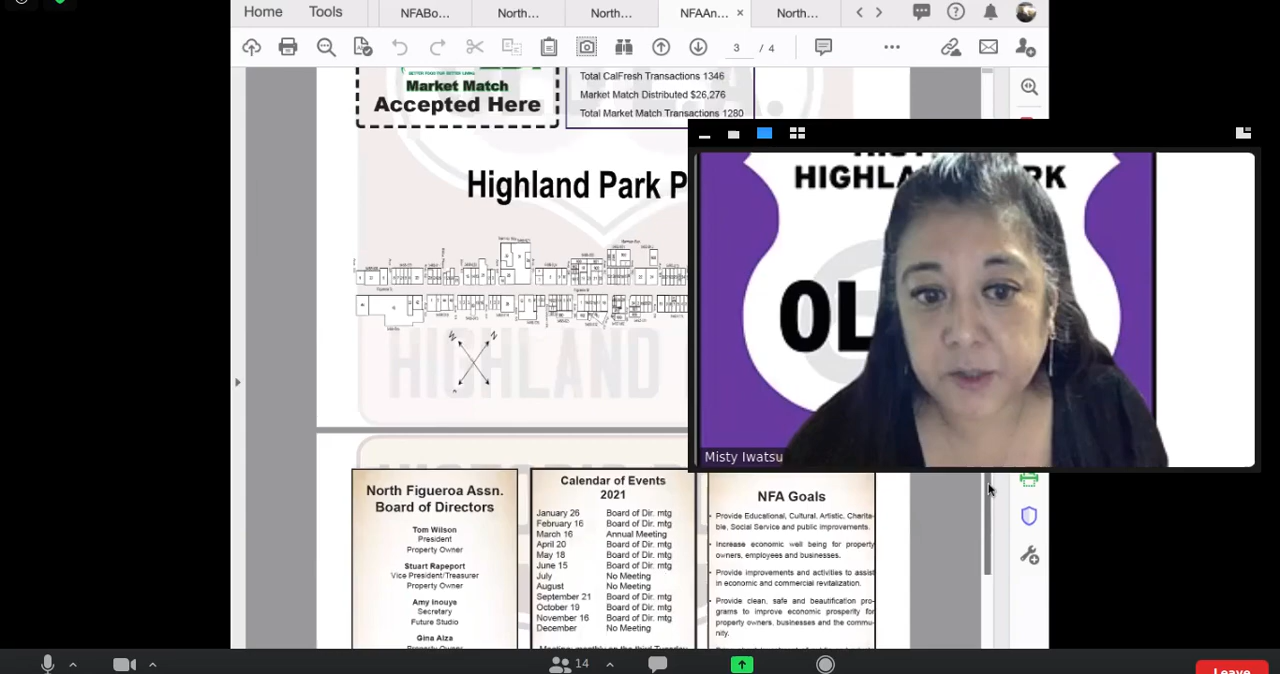 Home
Tools
NFABo...
North...
North...
NFAAn...
×
North...
3 / 4
BETTER FOOD FOR BETTER LIVING
Market Match
Accepted Here
Total CalFresh Transactions 1346
Market Match Distributed $26,276
Total Market Match Transactions 1280
Highland Park P
HIGHLA RK
OL
Misty Iwatsu
N
HIGHLAND
North Figueroa Assn.
Board of Directors
Tom Wilson
President
Property Owner
Stuart Rapeport
Vice President/Treasurer
Property Owner
Amy Inouye
Secretary
Future Studio
Gina Alza
Calendar of Events
2021
January 26 Board of Dir. mtg
February 16 Board of Dir. mtg
March 16 Annual Meeting
April 20 Board of Dir. mtg
May 18 Board of Dir. mtg
June 15 Board of Dir. mtg
July No Meeting
August No Meeting
September 21 Board of Dir. mtg
October 19 Board of Dir. mtg
November 16 Board of Dir. mtg
December No Meeting
NFA Goals
• Provide Educational, Cultural, Artistic, Charita-
ble, Social Service and public improvements.
• Increase economic well being for property
owners, employees and businesses.
• Provide improvements and activities to assist
in economic and commercial revitalization.
• Provide clean, safe and beautification pro-
grams to improve economic prosperity for
property owners, businesses and the commu-
nity.
14
Leave